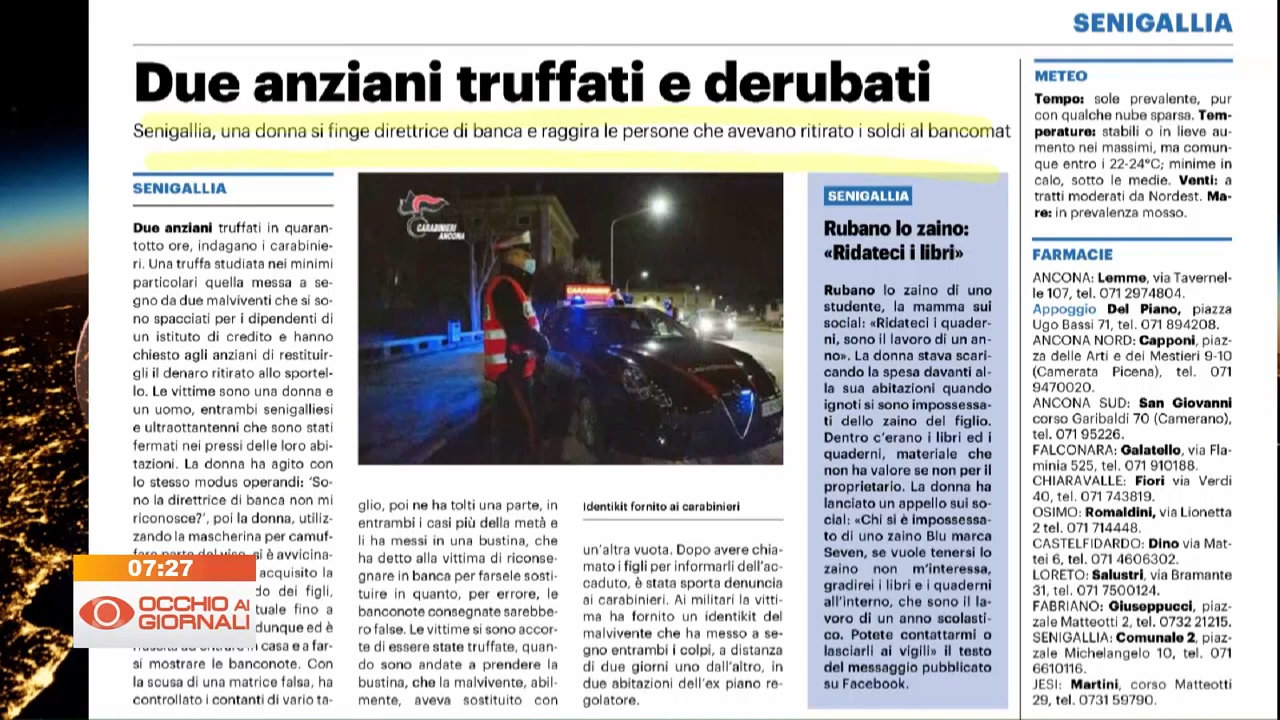 SENIGALLIA
Due anziani truffati e derubati
Senigallia, una donna si finge direttrice di banca e raggira le persone che avevano ritirato i soldi al bancomat
SENIGALLIA
Due anziani truffati in quaran-
totto ore, indagano i carabinie-
ri. Una truffa studiata nei minimi
particolari quella messa a se-
gno da due malviventi che si so-
no spacciati per i dipendenti di
un istituto di credito e hanno
chiesto agli anziani di restituir-
gli il denaro ritirato allo sportel-
lo. Le vittime sono una donna e
un uomo, entrambi senigalliesi
e ultraottantenni che sono stati
fermati nei pressi delle loro abi-
tazioni. La donna ha agito con
lo stesso modus operandi: 'So-
no la direttrice di banca non mi
riconosce?', poi la donna, utiliz-
zando la mascherina per camuf-
fare parte del viso, si è avvicina-
acquisito la
do dei figli,
tuale fino a
dunque ed è
in casa e a far-
si mostrare le banconote. Con
la scusa di una matrice falsa, ha
controllato i contanti di vario ta-
CARABINIERI
ANCONA
CARABINIERI
glio, poi ne ha tolti una parte, in
entrambi i casi più della metà e
li ha messi in una bustina, che
ha detto alla vittima di riconse-
gnare in banca per farsele sosti-
tuire in quanto, per errore, le
banconote consegnate sarebbe-
ro false. Le vittime si sono accor-
te di essere state truffate, quan-
do sono andate a prendere la
bustina, che la malvivente, abil-
mente, aveva sostituito con
Identikit fornito ai carabinieri
un'altra vuota. Dopo avere chia-
mato i figli per informarli dell'ac-
caduto, è stata sporta denuncia
ai carabinieri. Ai militari la vitti-
ma ha fornito un identikit del
malvivente che ha messo a se-
gno entrambi i colpi, a distanza
di due giorni uno dall'altro, in
due abitazioni dell'ex piano re-
golatore.
SENIGALLIA
Rubano lo zaino:
«Ridateci i libri»
Rubano lo zaino di uno
studente, la mamma sui
social: «Ridateci i quader-
ni, sono il lavoro di un an-
no». La donna stava scari-
cando la spesa davanti al-
la sua abitazioni quando
ignoti si sono impossessa-
ti dello zaino del figlio.
Dentro c'erano i libri ed i
quaderni, materiale che
non ha valore se non per il
proprietario. La donna ha
lanciato un appello sui so-
cial: «Chi si è impossessa-
to di uno zaino Blu marca
Seven, se vuole tenersi lo
zaino non m'interessa,
gradirei i libri e i quaderni
all'interno, che sono il la-
voro di un anno scolasti-
co. Potete contattarmi o
lasciarli ai vigili» il testo
del messaggio pubblicato
su Facebook.
METEO
Tempo: sole prevalente, pur
con qualche nube sparsa. Tem-
perature: stabili o in lieve au-
mento nei massimi, ma comun-
que entro i 22-24°C; minime in
calo, sotto le medie. Venti: a
tratti moderati da Nordest. Ma-
re: in prevalenza mosso.
FARMACIE
ANCONA: Lemme, via Tavernel-
le 107, tel. 071 2974804.
Appoggio Del Piano, piazza
Ugo Bassi 71, tel. 071 894208.
ANCONA NORD: Capponi, piaz-
za delle Arti e dei Mestieri 9-10
(Camerata Picena), tel. 071
9470020.
ANCONA SUD: San Giovanni
corso Garibaldi 70 (Camerano),
tel. 071 95226.
FALCONARA: Galatello, via Fla-
minia 525, tel. 071 910188.
CHIARAVALLE: Fiori via Verdi
40, tel. 071 743819.
OSIMO: Romaldini, via Lionetta
2 tel. 071 714448.
CASTELFIDARDO: Dino via Mat-
tei 6, tel. 071 4606302.
LORETO: Salustri, via Bramante
31, tel. 071 7500124.
FABRIANO: Giuseppucci, piaz-
zale Matteotti 2, tel. 0732 21215.
SENIGALLIA: Comunale 2, piaz-
zale Michelangelo 10, tel. 071
6610116.
JESI: Martini, corso Matteotti
29, tel. 0731 59790.
07:27
OCCHIO AI
GIORNALI